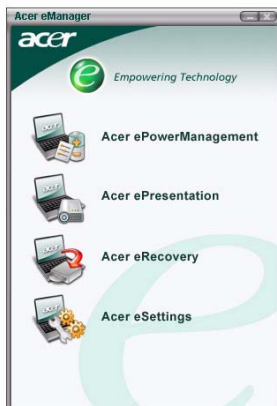 Acer eManager
acer
e Empowering Technology
Acer ePowerManagement
Acer ePresentation
Acer eRecovery
Acer eSettings